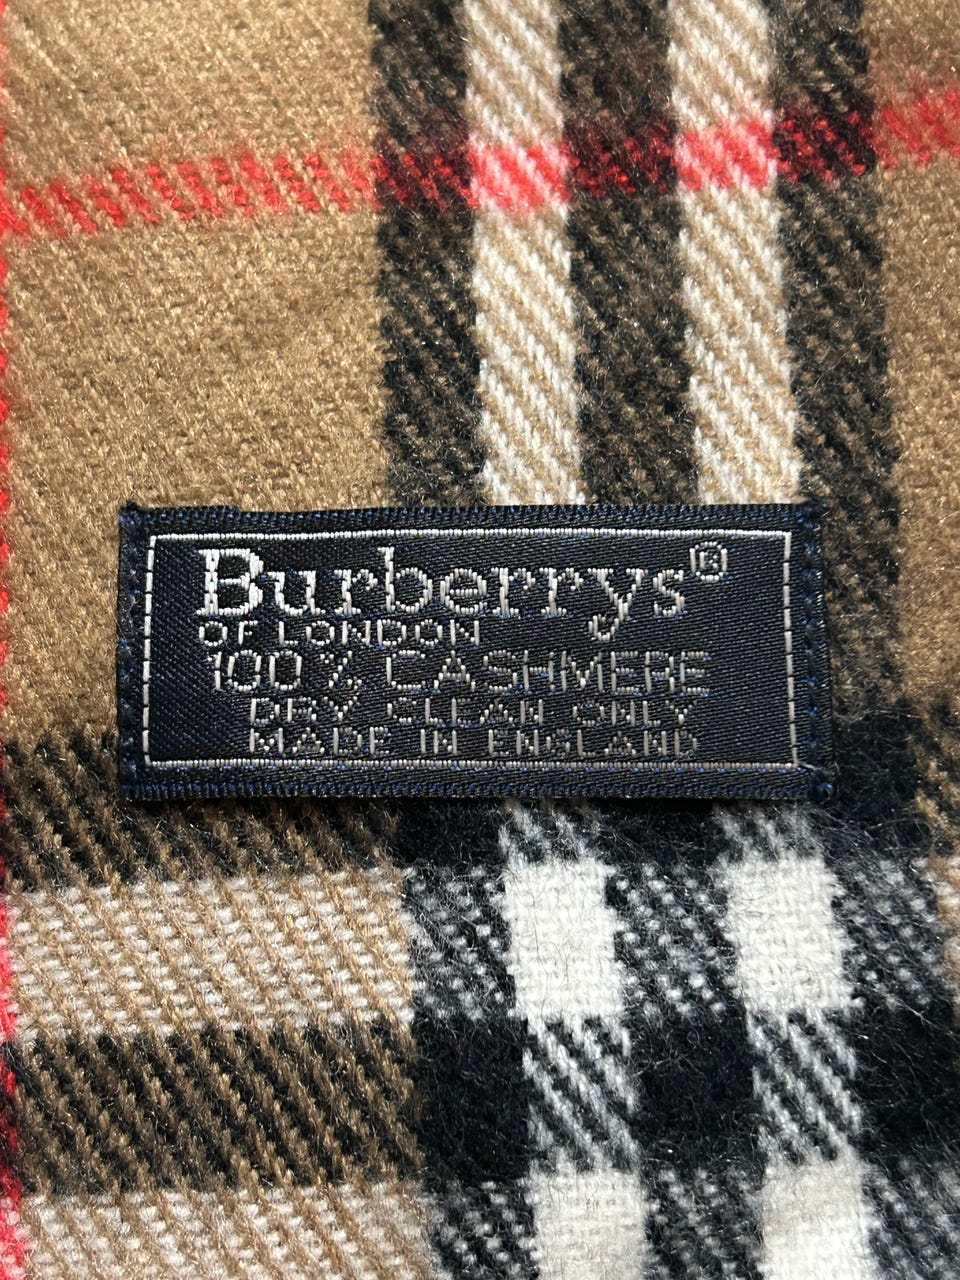 Burberrys®
OF LONDON
100% CASHMERE
DRY CLEAN ONLY
MADE IN ENGLAND